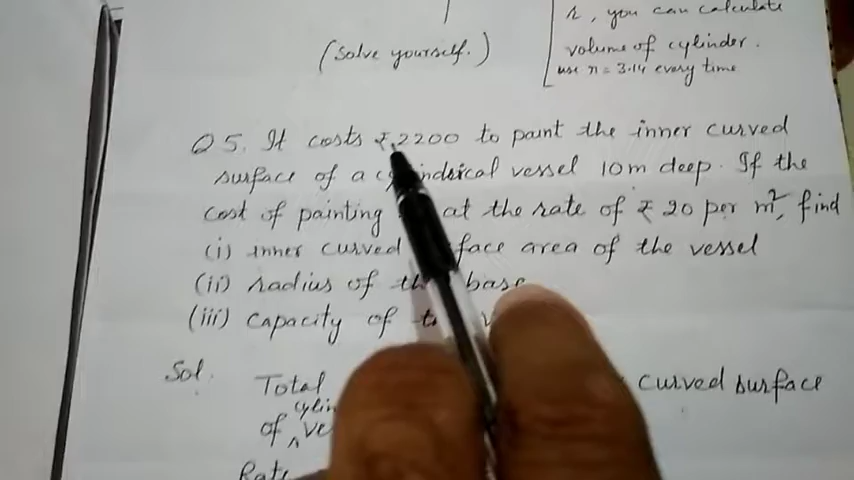 r, you can calculate
(Solve yourself.)
volume of cylinder.
use π = 3.14 every time
Q5. It costs ₹2200 to paint the inner curved
surface of a cylindrical vessel 10m deep. If the
cost of painting at the rate of ₹ 20 per m², find
(i) inner curved face area of the vessel
(ii) radius of the base
(iii) capacity of
Sol. Total curved surface
of
Rate